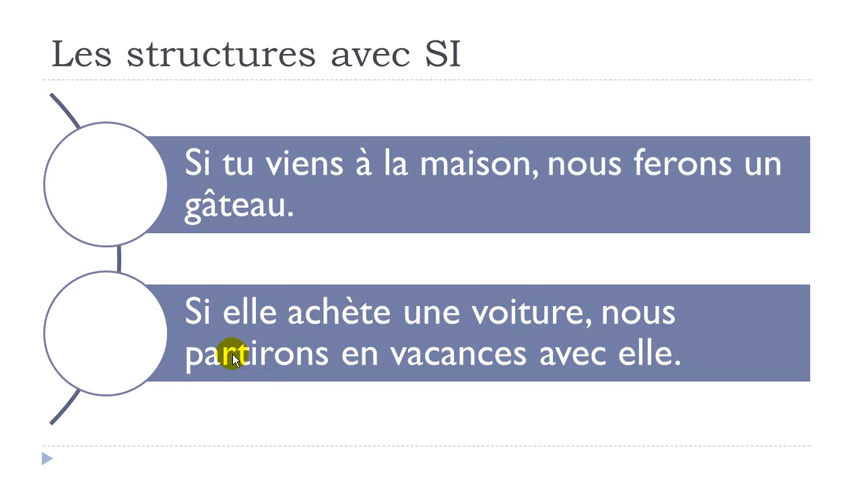 Les structures avec SI
Si tu viens à la maison, nous ferons un
gâteau.
Si elle achète une voiture, nous
partirons en vacances avec elle.